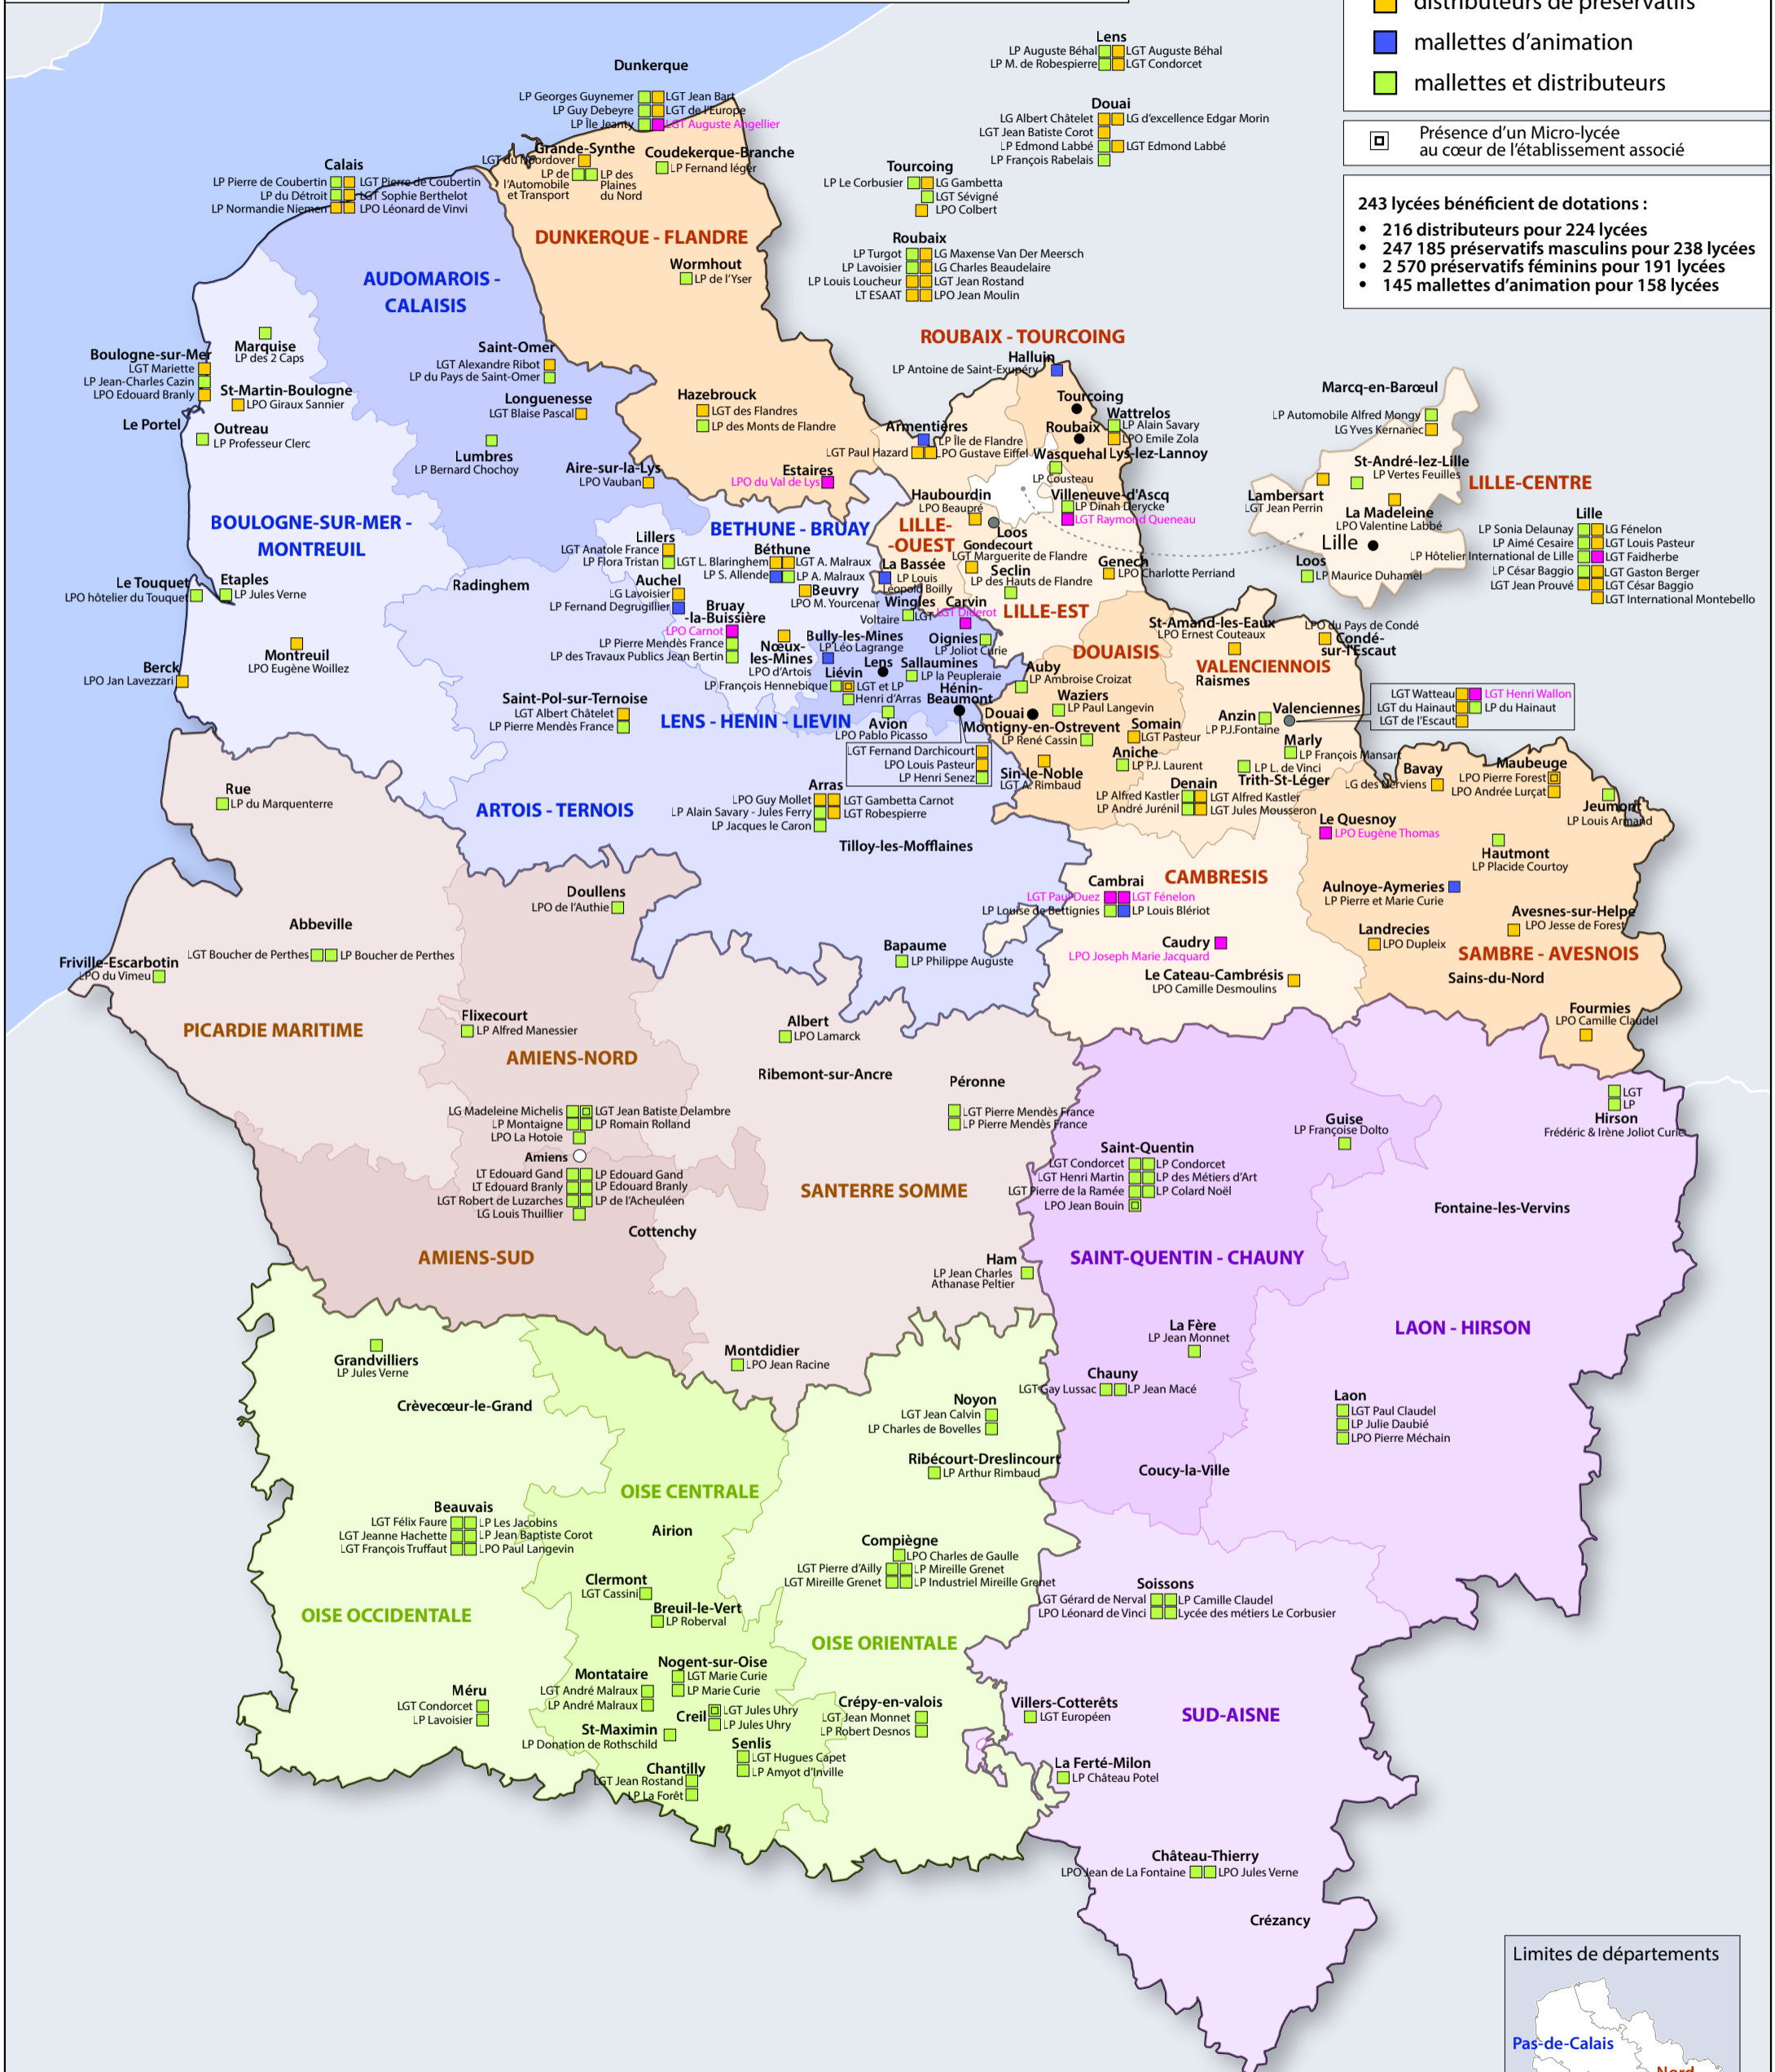 distributeurs de préservatifs
mallettes d'animation
mallettes et distributeurs
Présence d'un Micro-lycée
au cœur de l'établissement associé
243 lycées bénéficient de dotations :
• 216 distributeurs pour 224 lycées
• 247 185 préservatifs masculins pour 238 lycées
• 2 570 préservatifs féminins pour 191 lycées
• 145 mallettes d'animation pour 158 lycées
Lens
LP Auguste Béhal LGT Auguste Béhal
LP M. de Robespierre LGT Condorcet
Dunkerque
LP Georges Guynemer LGT Jean Bart
LP Guy Debeyre LGT de l'Europe
LP Île Jeanty LGT Auguste Angellier
Douai
LG Albert Châtelet LG d'excellence Edgar Morin
LGT Jean Batiste Corot
LP Edmond Labbé LGT Edmond Labbé
LP François Rabelais
Grande-Synthe
LGT du Noordover
LP de l'Automobile et Transport
LP des Plaines du Nord
Coudekerque-Branche
LP Fernand léger
Calais
LP Pierre de Coubertin LGT Pierre de Coubertin
LP du Détroit LGT Sophie Berthelot
LP Normandie Niemen LPO Léonard de Vinvi
Tourcoing
LP Le Corbusier LG Gambetta
LGT Sévigné
LPO Colbert
DUNKERQUE - FLANDRE
Roubaix
LP Turgot LG Maxense Van Der Meersch
LP Lavoisier LG Charles Beaudelaire
LP Louis Loucheur LGT Jean Rostand
LT ESAAT LPO Jean Moulin
Wormhout
LP de l'Yser
AUDOMAROIS -
CALAISIS
ROUBAIX - TOURCOING
Halluin
LP Antoine de Saint-Exupéry
Marquise
LP des 2 Caps
Boulogne-sur-Mer
LGT Mariette
LP Jean-Charles Cazin
LPO Edouard Branly
St-Martin-Boulogne
LPO Giraux Sannier
Le Portel
Outreau
LP Professeur Clerc
Saint-Omer
LGT Alexandre Ribot
LP du Pays de Saint-Omer
Longuenesse
LGT Blaise Pascal
Lumbres
LP Bernard Chochoy
Aire-sur-la-Lys
LPO Vauban
Hazebrouck
LGT des Flandres
LP des Monts de Flandre
Estaires
LPO du Val de Lys
Armentières
LP Île de Flandre
LGT Paul Hazard LPO Gustave Eiffel
Tourcoing
Roubaix
Wattrelos
LP Alain Savary
LPO Emile Zola
Wasquehal
LP Cousteau
Lys-lez-Lannoy
Villeneuve-d'Ascq
LP Dinah Derycke
LGT Raymond Queneau
Marcq-en-Barœul
LP Automobile Alfred Mongy
LG Yves Kernanec
St-André-lez-Lille
LP Vertes Feuilles
LILLE-CENTRE
Lambersart
LGT Jean Perrin
La Madeleine
LPO Valentine Labbé
Lille
Loos
LP Maurice Duhamel
Lille
LP Sonia Delaunay LG Fénelon
LP Aimé Cesaire LGT Louis Pasteur
LP Hôtelier International de Lille LGT Faidherbe
LP César Baggio LGT Gaston Berger
LGT Jean Prouvé LGT César Baggio
LGT International Montebello
BOULOGNE-SUR-MER -
MONTREUIL
BETHUNE - BRUAY
Haubourdin
LPO Beaupré
LILLE-
-OUEST
Loos
Gondecourt
LGT Marguerite de Flandre
La Bassée
LP Louis
Léopold Boilly
Seclin
LP des Hauts de Flandre
Genech
LPO Charlotte Perriand
LILLE-EST
Lillers
LGT Anatole France
LP Flora Tristan
Béthune
LGT L. Blaringhem LGT A. Malraux
LP S. Allende LP A. Malraux
Beuvry
LPO M. Yourcenar
Auchel
LG Lavoisier
LP Fernand Degrugillier
Bruay
-la-Buissière
LPO Carnot
LP Pierre Mendès France
LP des Travaux Publics Jean Bertin
Nœux-
les-Mines
LPO d'Artois
Bully-les-Mines
LP Léo Lagrange
Wingles
Voltaire LGT
Carvin
LGT Diderot
Oignies
LP Joliot Curie
Radinghem
Le Touquet
LPO hôtelier du Touquet
Etaples
LP Jules Verne
Montreuil
LPO Eugène Woillez
Berck
LPO Jan Lavezzari
Saint-Pol-sur-Ternoise
LGT Albert Châtelet
LP Pierre Mendès France
LENS - HENIN - LIEVIN
Lens
Liévin
LP François Hennebique LGT et LP
Henri d'Arras
Sallaumines
LP la Peupleraie
Hénin-
Beaumont
Avion
LPO Pablo Picasso
LGT Fernand Darchicourt
LPO Louis Pasteur
LP Henri Senez
DOUAISIS
Auby
LP Ambroise Croizat
Waziers
LP Paul Langevin
Douai
Montigny-en-Ostrevent
LP René Cassin
Somain
LGT Pasteur
Aniche
LP P.J. Laurent
Sin-le-Noble
LGT A. Rimbaud
St-Amand-les-Eaux
LPO Ernest Couteaux
LPO du Pays de Condé
Condé-
sur-l'Escaut
VALENCIENNOIS
Raismes
Valenciennes
LGT Watteau LGT Henri Wallon
LGT du Hainaut LP du Hainaut
LGT de l'Escaut
Anzin
LP P.J.Fontaine
Marly
LP François Mansart
LP L. de Vinci
Trith-St-Léger
Denain
LP Alfred Kastler LGT Alfred Kastler
LP André Jurénil LGT Jules Mousseron
Bavay
LG des Nerviens
Maubeuge
LPO Pierre Forest
LPO Andrée Lurçat
Jeumont
LP Louis Armand
Le Quesnoy
LPO Eugène Thomas
Hautmont
LP Placide Courtoy
Aulnoye-Aymeries
LP Pierre et Marie Curie
Avesnes-sur-Helpe
LPO Jesse de Forest
Landrecies
LPO Dupleix
SAMBRE - AVESNOIS
Sains-du-Nord
Fourmies
LPO Camille Claudel
Rue
LP du Marquenterre
ARTOIS - TERNOIS
Arras
LPO Guy Mollet LGT Gambetta Carnot
LP Alain Savary - Jules Ferry LGT Robespierre
LP Jacques le Caron
Tilloy-les-Mofflaines
CAMBRESIS
Cambrai
LGT Paul Duez LGT Fénelon
LP Louise de Bettignies LP Louis Blériot
Caudry
LPO Joseph Marie Jacquard
Le Cateau-Cambrésis
LPO Camille Desmoulins
Doullens
LPO de l'Authie
Abbeville
LGT Boucher de Perthes LP Boucher de Perthes
Friville-Escarbotin
LPO du Vimeu
Bapaume
LP Philippe Auguste
PICARDIE MARITIME
Flixecourt
LP Alfred Manessier
AMIENS-NORD
Albert
LPO Lamarck
Ribemont-sur-Ancre
Péronne
LGT Pierre Mendès France
LP Pierre Mendès France
LG Madeleine Michelis LGT Jean Batiste Delambre
LP Montaigne LP Romain Rolland
LPO La Hotoie
Amiens
LT Edouard Gand LP Edouard Gand
LT Edouard Branly LP Edouard Branly
LGT Robert de Luzarches LP de l'Acheuléen
LG Louis Thuillier
Cottenchy
SANTERRE SOMME
AMIENS-SUD
Ham
LP Jean Charles
Athanase Peltier
Montdidier
LPO Jean Racine
LGT
LP
Hirson
Frédéric & Irène Joliot Curie
Guise
LP Françoise Dolto
Saint-Quentin
LGT Condorcet LP Condorcet
LGT Henri Martin LP des Métiers d'Art
LGT Pierre de la Ramée LP Colard Noël
LPO Jean Bouin
Fontaine-les-Vervins
SAINT-QUENTIN - CHAUNY
LAON - HIRSON
La Fère
LP Jean Monnet
Chauny
LGT Gay Lussac LP Jean Macé
Laon
LGT Paul Claudel
LP Julie Daubié
LPO Pierre Méchain
Coucy-la-Ville
Grandvilliers
LP Jules Verne
Crèvecœur-le-Grand
Noyon
LGT Jean Calvin
LP Charles de Bovelles
Ribécourt-Dreslincourt
LP Arthur Rimbaud
OISE CENTRALE
Airion
Beauvais
LGT Félix Faure LP Les Jacobins
LGT Jeanne Hachette LP Jean Baptiste Corot
LGT François Truffaut LPO Paul Langevin
Compiègne
LPO Charles de Gaulle
LGT Pierre d'Ailly LP Mireille Grenet
LGT Mireille Grenet LP Industriel Mireille Grenet
Clermont
LGT Cassini
Breuil-le-Vert
LP Roberval
OISE OCCIDENTALE
OISE ORIENTALE
Soissons
LGT Gérard de Nerval LP Camille Claudel
LPO Léonard de Vinci Lycée des métiers Le Corbusier
Nogent-sur-Oise
LGT Marie Curie
LP Marie Curie
Montataire
LGT André Malraux
LP André Malraux
Méru
LGT Condorcet
LP Lavoisier
Creil
LGT Jules Uhry
LP Jules Uhry
St-Maximin
LP Donation de Rothschild
Senlis
LGT Hugues Capet
LP Amyot d'Inville
Chantilly
LGT Jean Rostand
LP La Forêt
Crépy-en-valois
LGT Jean Monnet
LP Robert Desnos
Villers-Cotterêts
LGT Européen
SUD-AISNE
La Ferté-Milon
LP Château Potel
Château-Thierry
LPO Jean de La Fontaine LPO Jules Verne
Crézancy
Limites de départements
Pas-de-Calais
Nord